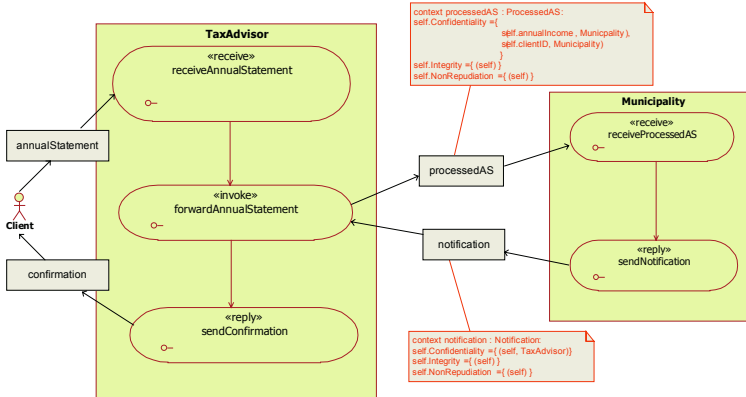 context processedAS : ProcessedAS:
self.Confidentiality ={
self.annualIncome , Municpality),
self.clientID, Municipality)
}
self.Integrity ={ (self) }
self.NonRepudiation ={ (self) }
TaxAdvisor
«receive»
receiveAnnualStatement
Municipality
«receive»
receiveProcessedAS
annualStatement
processedAS
Client
«invoke»
forwardAnnualStatement
notification
«reply»
sendNotification
confirmation
«reply»
sendConfirmation
context notification : Notification:
self.Confidentiality ={ (self, TaxAdvisor)}
self.Integrity ={ (self) }
self.NonRepudiation ={ (self) }